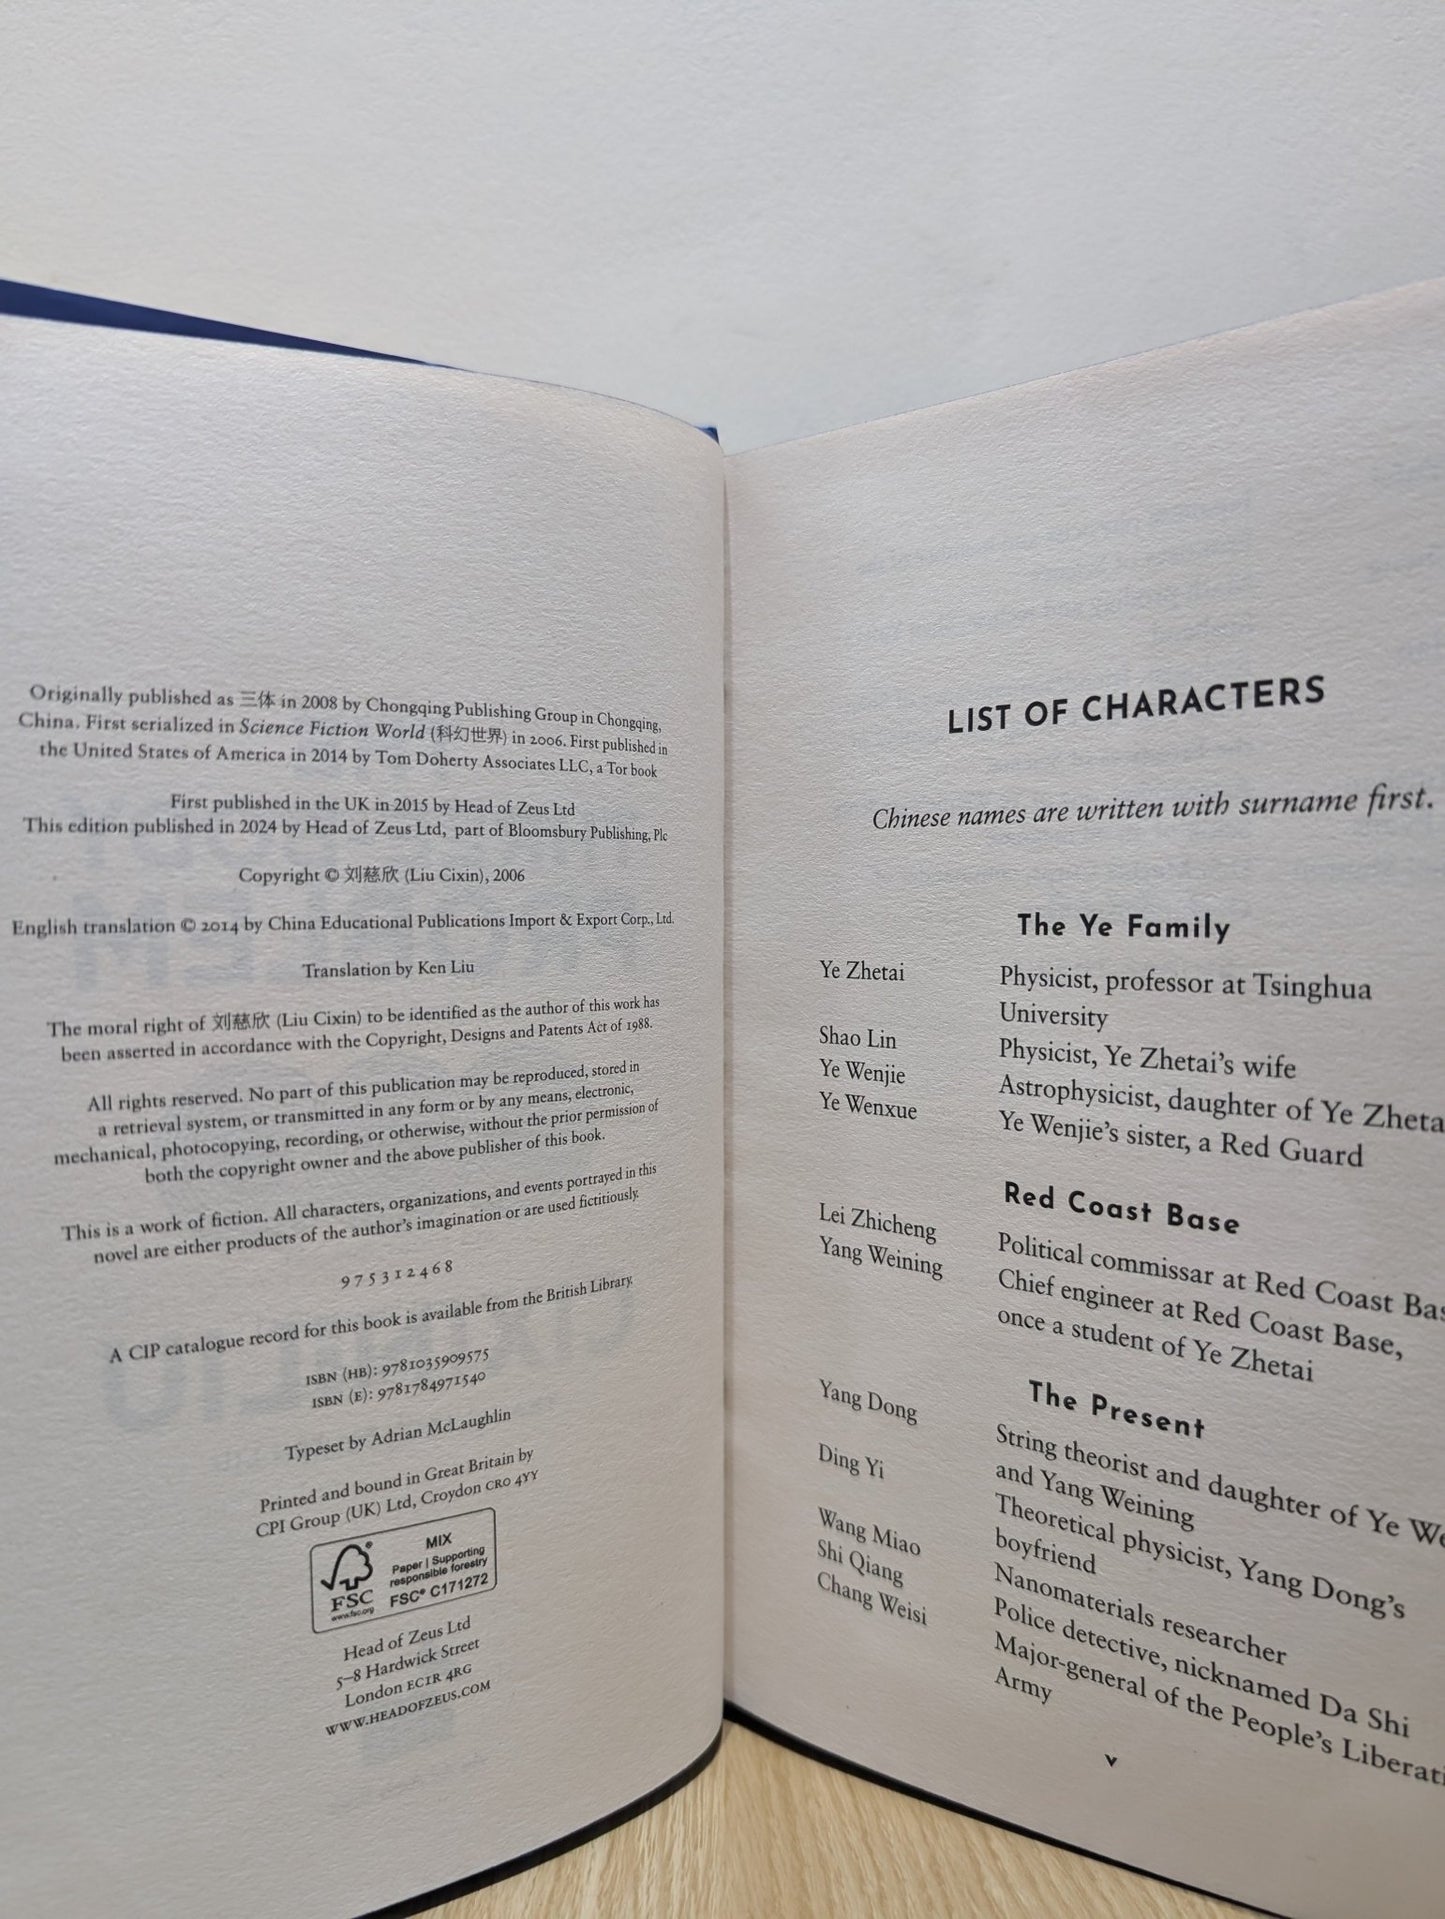 Originally published as 三体 in 2008 by Chongqing Publishing Group in Chongqing,
China. First serialized in Science Fiction World (科幻世界) in 2006. First published in
the United States of America in 2014 by Tom Doherty Associates LLC, a Tor book
First published in the UK in 2015 by Head of Zeus Ltd
This edition published in 2024 by Head of Zeus Ltd, part of Bloomsbury Publishing, Plc
Copyright © 刘慈欣 (Liu Cixin), 2006
English translation © 2014 by China Educational Publications Import & Export Corp., Ltd.
Translation by Ken Liu
The moral right of 刘慈欣 (Liu Cixin) to be identified as the author of this work has
been asserted in accordance with the Copyright, Designs and Patents Act of 1988.
All rights reserved. No part of this publication may be reproduced, stored in
a retrieval system, or transmitted in any form or by any means, electronic,
mechanical, photocopying, recording, or otherwise, without the prior permission of
both the copyright owner and the above publisher of this book.
This is a work of fiction. All characters, organizations, and events portrayed in this
novel are either products of the author's imagination or are used fictitiously.
9 7 5 3 1 2 4 6 8
A CIP catalogue record for this book is available from the British Library.
ISBN (HB): 9781035909575
ISBN (E): 9781784971540
Typeset by Adrian McLaughlin
Printed and bound in Great Britain by
CPI Group (UK) Ltd, Croydon CR0 4YY
FSC
www.fsc.org
MIX
Paper | Supporting
responsible forestry
FSC® C171272
Head of Zeus Ltd
5–8 Hardwick Street
London EC1R 4RG
WWW.HEADOFZEUS.COM
LIST OF CHARACTERS
Chinese names are written with surname first.
The Ye Family
Ye Zhetai Physicist, professor at Tsinghua
University
Shao Lin Physicist, Ye Zhetai's wife
Ye Wenjie Astrophysicist, daughter of Ye Zheta
Ye Wenxue Ye Wenjie's sister, a Red Guard
Red Coast Base
Lei Zhicheng Political commissar at Red Coast Bas
Yang Weining Chief engineer at Red Coast Base,
once a student of Ye Zhetai
The Present
Yang Dong String theorist and daughter of Ye We
and Yang Weining
Ding Yi Theoretical physicist, Yang Dong's
boyfriend
Wang Miao Nanomaterials researcher
Shi Qiang Police detective, nicknamed Da Shi
Chang Weisi Major-general of the People's Liberati
Army
v